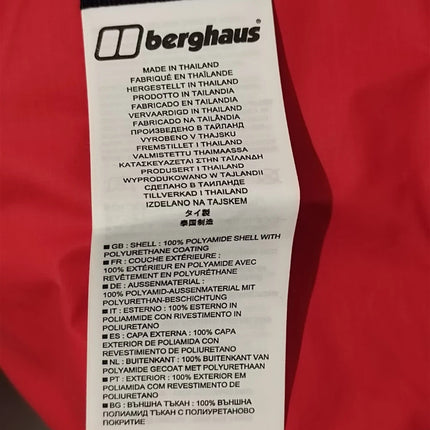 berghaus®
MADE IN THAILAND
FABRIQUÉ EN THAÏLANDE
HERGESTELLT IN THAILAND
PRODOTTO IN TAILANDIA
FABRICADO EN TAILANDIA
VERVAARDIGD IN THAILAND
FABRICADO NA TAILÂNDIA
ПРОИЗВЕДЕНО В ТАЙЛАНД
VYROBENO V THAJSKU
FREMSTILLET I THAILAND
VALMISTETTU THAIMAASSA
ΚΑΤΑΣΚΕΥΑΖΕΤΑΙ ΣΤΗΝ ΤΑΪΛΑΝΔΗ
PRODUSERT I THAILAND
WYPRODUKOWANO W TAJLANDII
СДЕЛАНО В ТАИЛАНДЕ
TILLVERKAD I THAILAND
IZDELANO NA TAJSKEM
タイ製
泰国制造
■ GB : SHELL : 100% POLYAMIDE SHELL WITH
POLYURETHANE COATING
■ FR : COUCHE EXTÉRIEURE :
100% EXTÉRIEUR EN POLYAMIDE AVEC
REVÊTEMENT EN POLYURÉTHANE
■ DE : AUSSENMATERIAL :
100% POLYAMID-AUSSENMATERIAL MIT
POLYURETHAN-BESCHICHTUNG
■ IT : ESTERNO : 100% ESTERNO IN
POLIAMMIDE CON RIVESTIMENTO IN
POLIURETANO
■ ES : CAPA EXTERNA : 100% CAPA
EXTERIOR DE POLIAMIDA CON
REVESTIMIENTO DE POLIURETANO
■ NL : BUITENKANT : 100% BUITENKANT VAN
POLYAMIDE GECOAT MET POLYURETHAAN
■ PT : EXTERIOR : 100% EXTERIOR EM
POLIAMIDA COM REVESTIMENTO DE
POLIURETANO
■ BG : ВЪНШНА ТЪКАН : 100% ВЪНШНА
ПОЛИАМИД ТЪКАН С ПОЛИУРЕТАНОВО
ПОКРИТИЕ